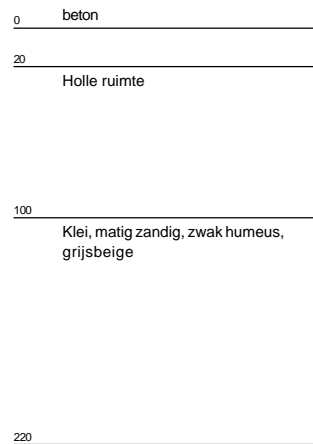 beton
0
20
Holle ruimte
100
Klei, matig zandig, zwak humeus,
grijsbeige
220